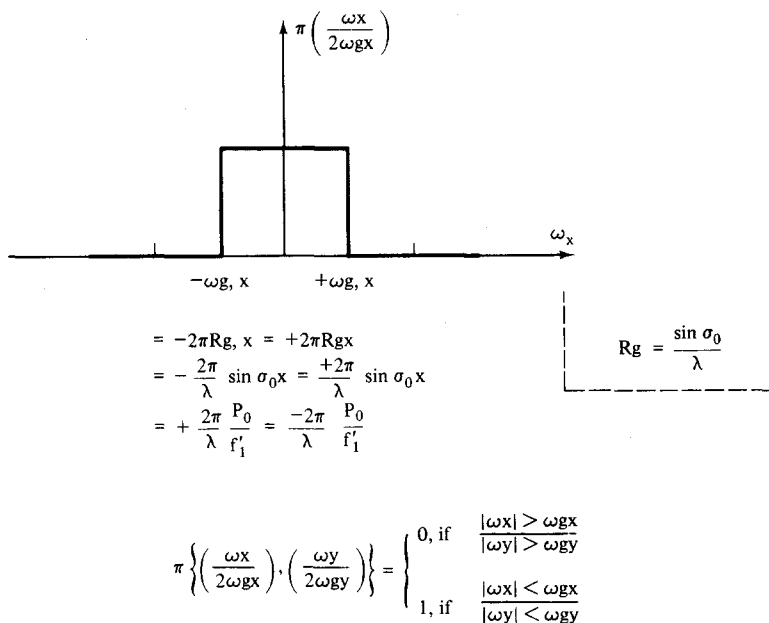 π(ωx/2ωgx)
ωx
−ωg, x +ωg, x
= −2πRg, x = +2πRgx
= − 2π/λ sin σ₀x = +2π/λ sin σ₀x
= + 2π/λ P₀/f′₁ = −2π/λ P₀/f′₁
Rg = sin σ₀/λ
π{(ωx/2ωgx), (ωy/2ωgy)} = {
0, if |ωx| > ωgx
|ωy| > ωgy
1, if |ωx| < ωgx
|ωy| < ωgy